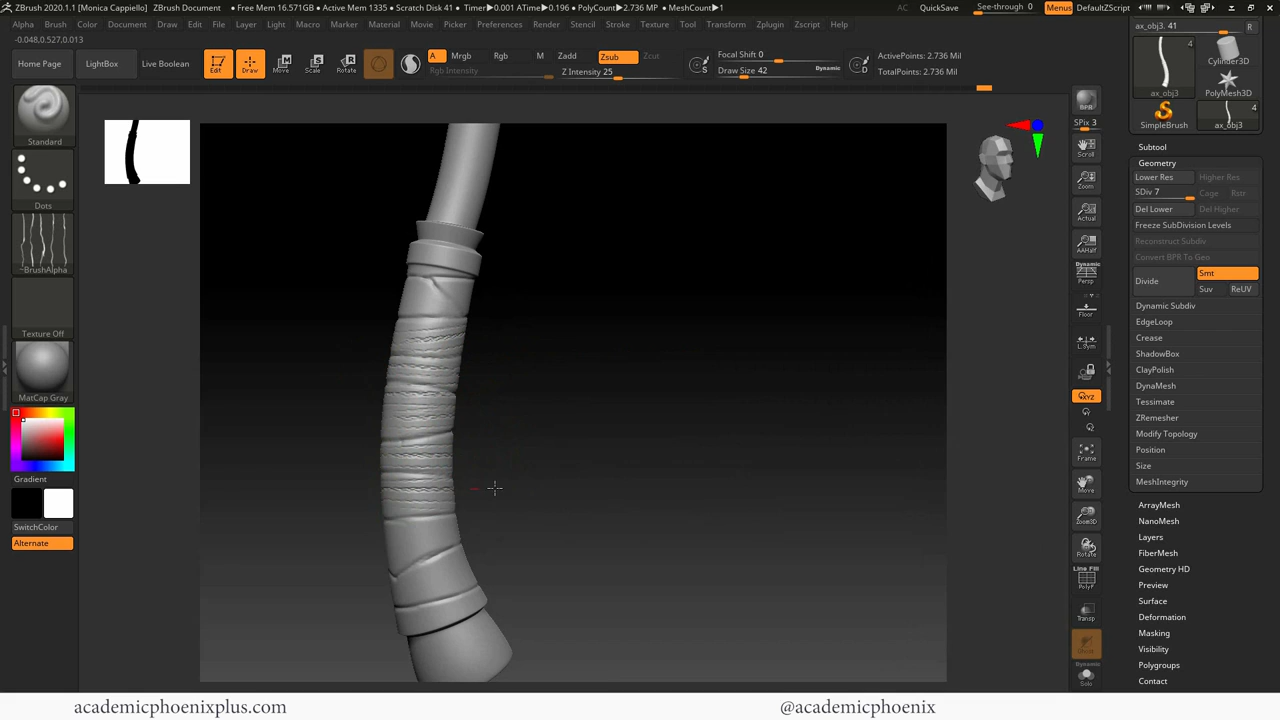 ZBrush 2020.1.1 [Monica Cappiello] ZBrush Document • Free Mem 16.571GB • Active Mem 1335 • Scratch Disk 41 • Timer▶0.001 ATime▶0.196 • PolyCount▶2.736 MP • MeshCount▶1 AC QuickSave See-through 0 Menus DefaultZScript
Alpha Brush Color Document Draw Edit File Layer Light Macro Marker Material Movie Picker Preferences Render Stencil Stroke Texture Tool Transform Zplugin Zscript Help
-0.048,0.527,0.013
Home Page LightBox Live Boolean Edit Draw Move Scale Rotate
A Mrgb Rgb M Zadd Zsub Zcut
Rgb Intensity Z Intensity 25
Focal Shift 0
Draw Size 42 Dynamic
S
D
ActivePoints: 2.736 Mil
TotalPoints: 2.736 Mil
Standard
Dots
~BrushAlpha
Texture Off
MatCap Gray
Gradient
SwitchColor
Alternate
BPR
SPix 3
Scroll
Zoom
Actual
AAHalf
Dynamic
Persp
Floor
L.Sym
XYZ
Frame
Move
Zoom3D
Rotate
Line Fill
PolyF
Transp
Dynamic
Solo
ax_obj3. 41 R
4
ax_obj3
Cylinder3D
PolyMesh3D
SimpleBrush
4
ax_obj3
Subtool
Geometry
Lower Res Higher Res
SDiv 7 Cage Rstr
Del Lower Del Higher
Freeze SubDivision Levels
Reconstruct Subdiv
Convert BPR To Geo
Divide Smt
Suv ReUV
Dynamic Subdiv
EdgeLoop
Crease
ShadowBox
ClayPolish
DynaMesh
Tessimate
ZRemesher
Modify Topology
Position
Size
MeshIntegrity
ArrayMesh
NanoMesh
Layers
FiberMesh
Geometry HD
Preview
Surface
Deformation
Masking
Visibility
Polygroups
Contact
academicphoenixplus.com @academicphoenix